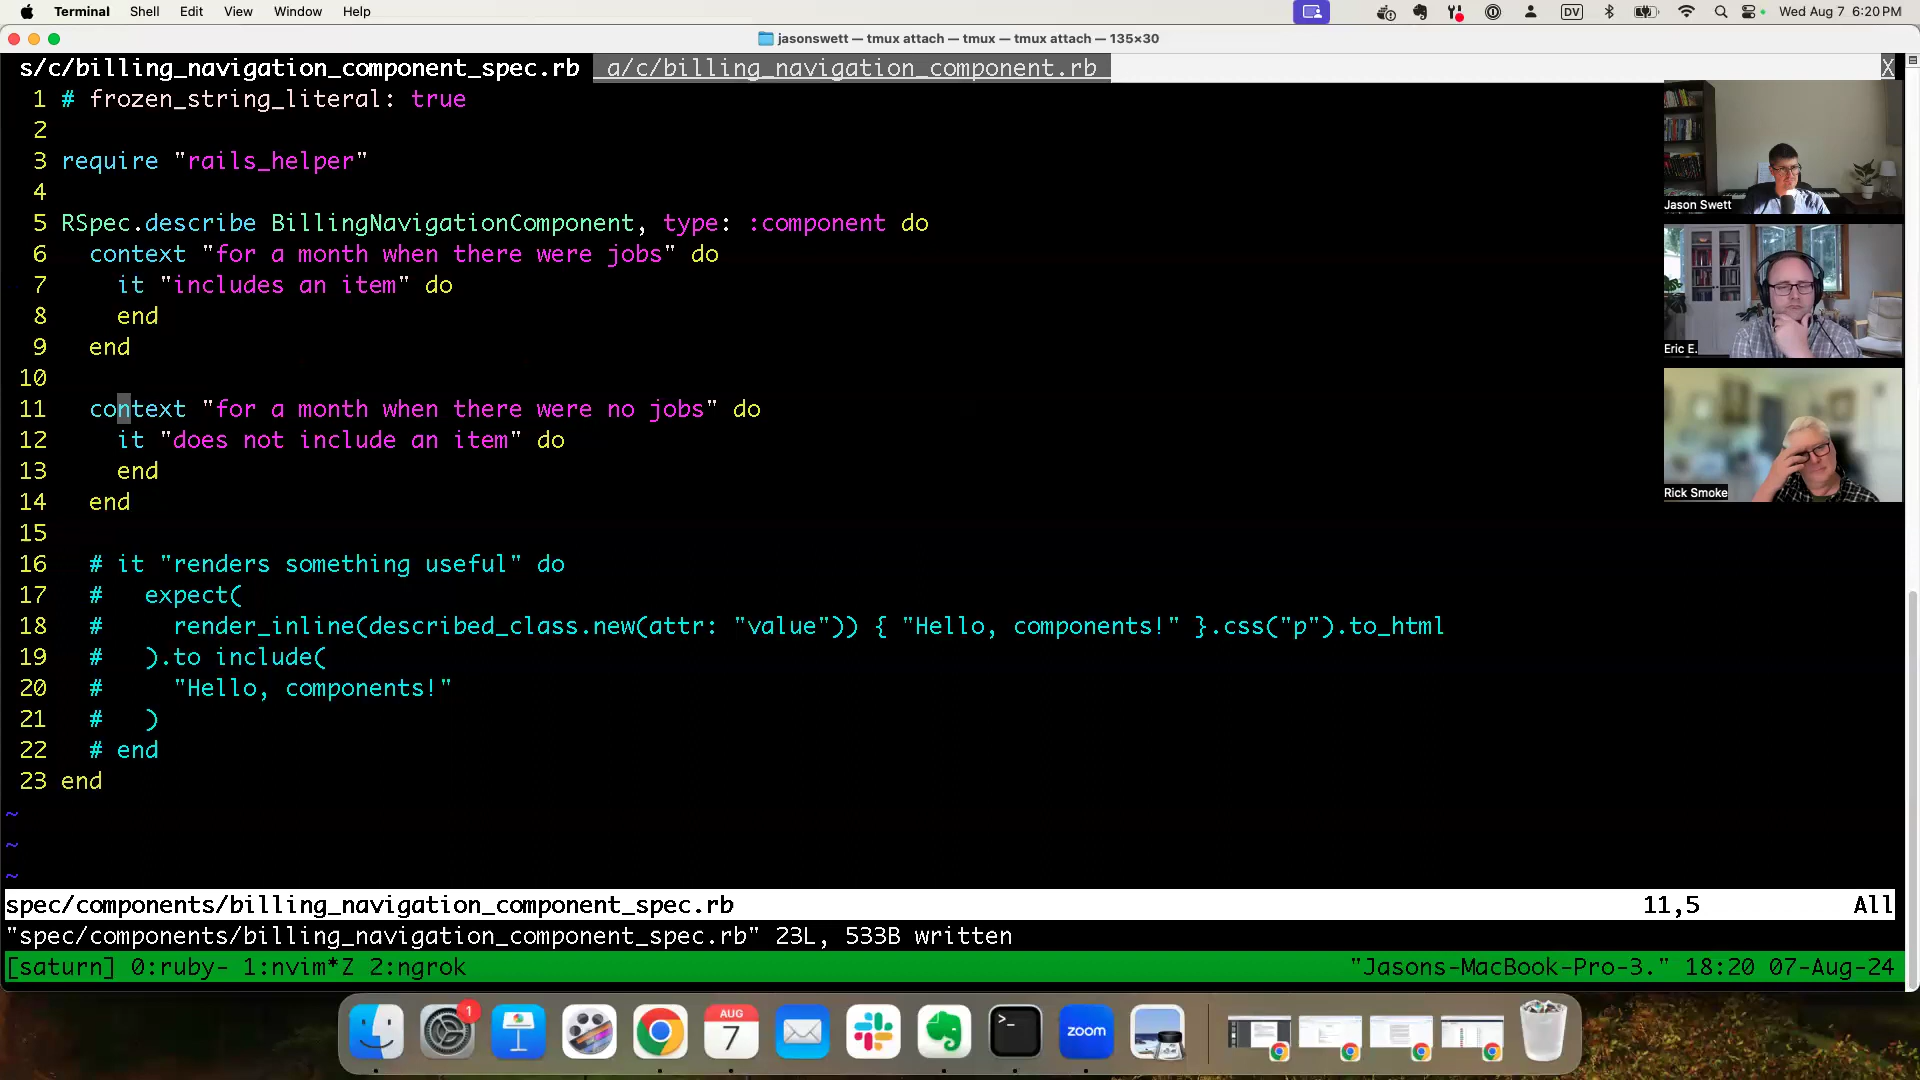 Terminal Shell Edit View Window Help DV Wed Aug 7 6:20 PM
jasonswett — tmux attach — tmux — tmux attach — 135×30
s/c/billing_navigation_component_spec.rb a/c/billing_navigation_component.rb X
1 # frozen_string_literal: true
2
3 require "rails_helper"
4
5 RSpec.describe BillingNavigationComponent, type: :component do
6 context "for a month when there were jobs" do
7 it "includes an item" do
8 end
9 end
10
11 context "for a month when there were no jobs" do
12 it "does not include an item" do
13 end
14 end
15
16 # it "renders something useful" do
17 # expect(
18 # render_inline(described_class.new(attr: "value")) { "Hello, components!" }.css("p").to_html
19 # ).to include(
20 # "Hello, components!"
21 # )
22 # end
23 end
~
~
~
spec/components/billing_navigation_component_spec.rb 11,5 All
"spec/components/billing_navigation_component_spec.rb" 23L, 533B written
[saturn] 0:ruby- 1:nvim*Z 2:ngrok "Jasons-MacBook-Pro-3." 18:20 07-Aug-24
Jason Swett
Eric E.
Rick Smoke
1
AUG
7
>_
zoom